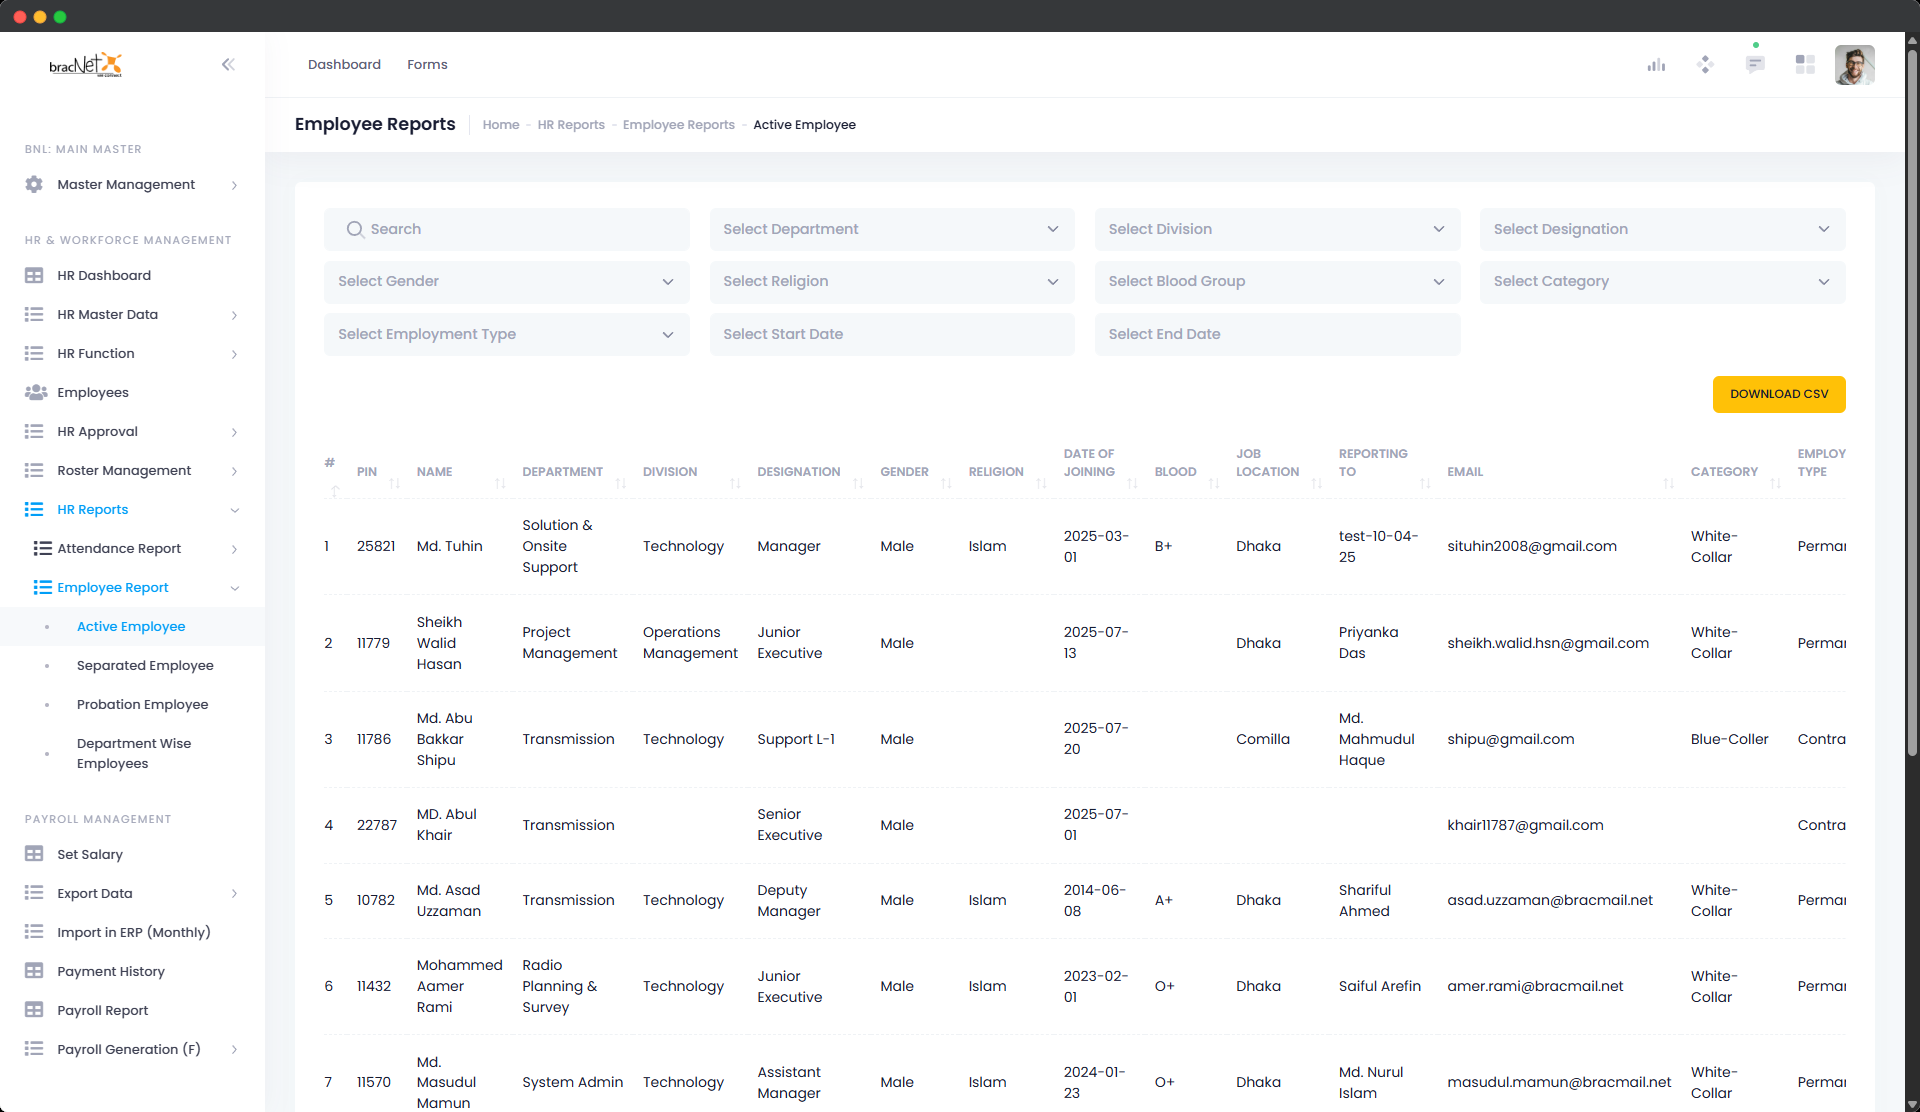 bracNet
Dashboard
Forms
Employee Reports
Home - HR Reports - Employee Reports - Active Employee
BNL: MAIN MASTER
Master Management
HR & WORKFORCE MANAGEMENT
HR Dashboard
HR Master Data
HR Function
Employees
HR Approval
Roster Management
HR Reports
Attendance Report
Employee Report
Active Employee
Separated Employee
Probation Employee
Department Wise
Employees
PAYROLL MANAGEMENT
Set Salary
Export Data
Import in ERP (Monthly)
Payment History
Payroll Report
Payroll Generation (F)
Search
Select Department
Select Division
Select Designation
Select Gender
Select Religion
Select Blood Group
Select Category
Select Employment Type
Select Start Date
Select End Date
DOWNLOAD CSV
#
PIN
NAME
DEPARTMENT
DIVISION
DESIGNATION
GENDER
RELIGION
DATE OF
JOINING
BLOOD
JOB
LOCATION
REPORTING
TO
EMAIL
CATEGORY
EMPLOY
TYPE
1
25821
Md. Tuhin
Solution &
Onsite
Support
Technology
Manager
Male
Islam
2025-03-
01
B+
Dhaka
test-10-04-
25
situhin2008@gmail.com
White-
Collar
Permar
2
11779
Sheikh
Walid
Hasan
Project
Management
Operations
Management
Junior
Executive
Male
2025-07-
13
Dhaka
Priyanka
Das
sheikh.walid.hsn@gmail.com
White-
Collar
Permar
3
11786
Md. Abu
Bakkar
Shipu
Transmission
Technology
Support L-1
Male
2025-07-
20
Comilla
Md.
Mahmudul
Haque
shipu@gmail.com
Blue-Coller
Contra
4
22787
MD. Abul
Khair
Transmission
Senior
Executive
Male
2025-07-
01
khair11787@gmail.com
Contra
5
10782
Md. Asad
Uzzaman
Transmission
Technology
Deputy
Manager
Male
Islam
2014-06-
08
A+
Dhaka
Shariful
Ahmed
asad.uzzaman@bracmail.net
White-
Collar
Permar
6
11432
Mohammed
Aamer
Rami
Radio
Planning &
Survey
Technology
Junior
Executive
Male
Islam
2023-02-
01
O+
Dhaka
Saiful Arefin
amer.rami@bracmail.net
White-
Collar
Permar
7
11570
Md.
Masudul
Mamun
System Admin
Technology
Assistant
Manager
Male
Islam
2024-01-
23
O+
Dhaka
Md. Nurul
Islam
masudul.mamun@bracmail.net
White-
Collar
Permar